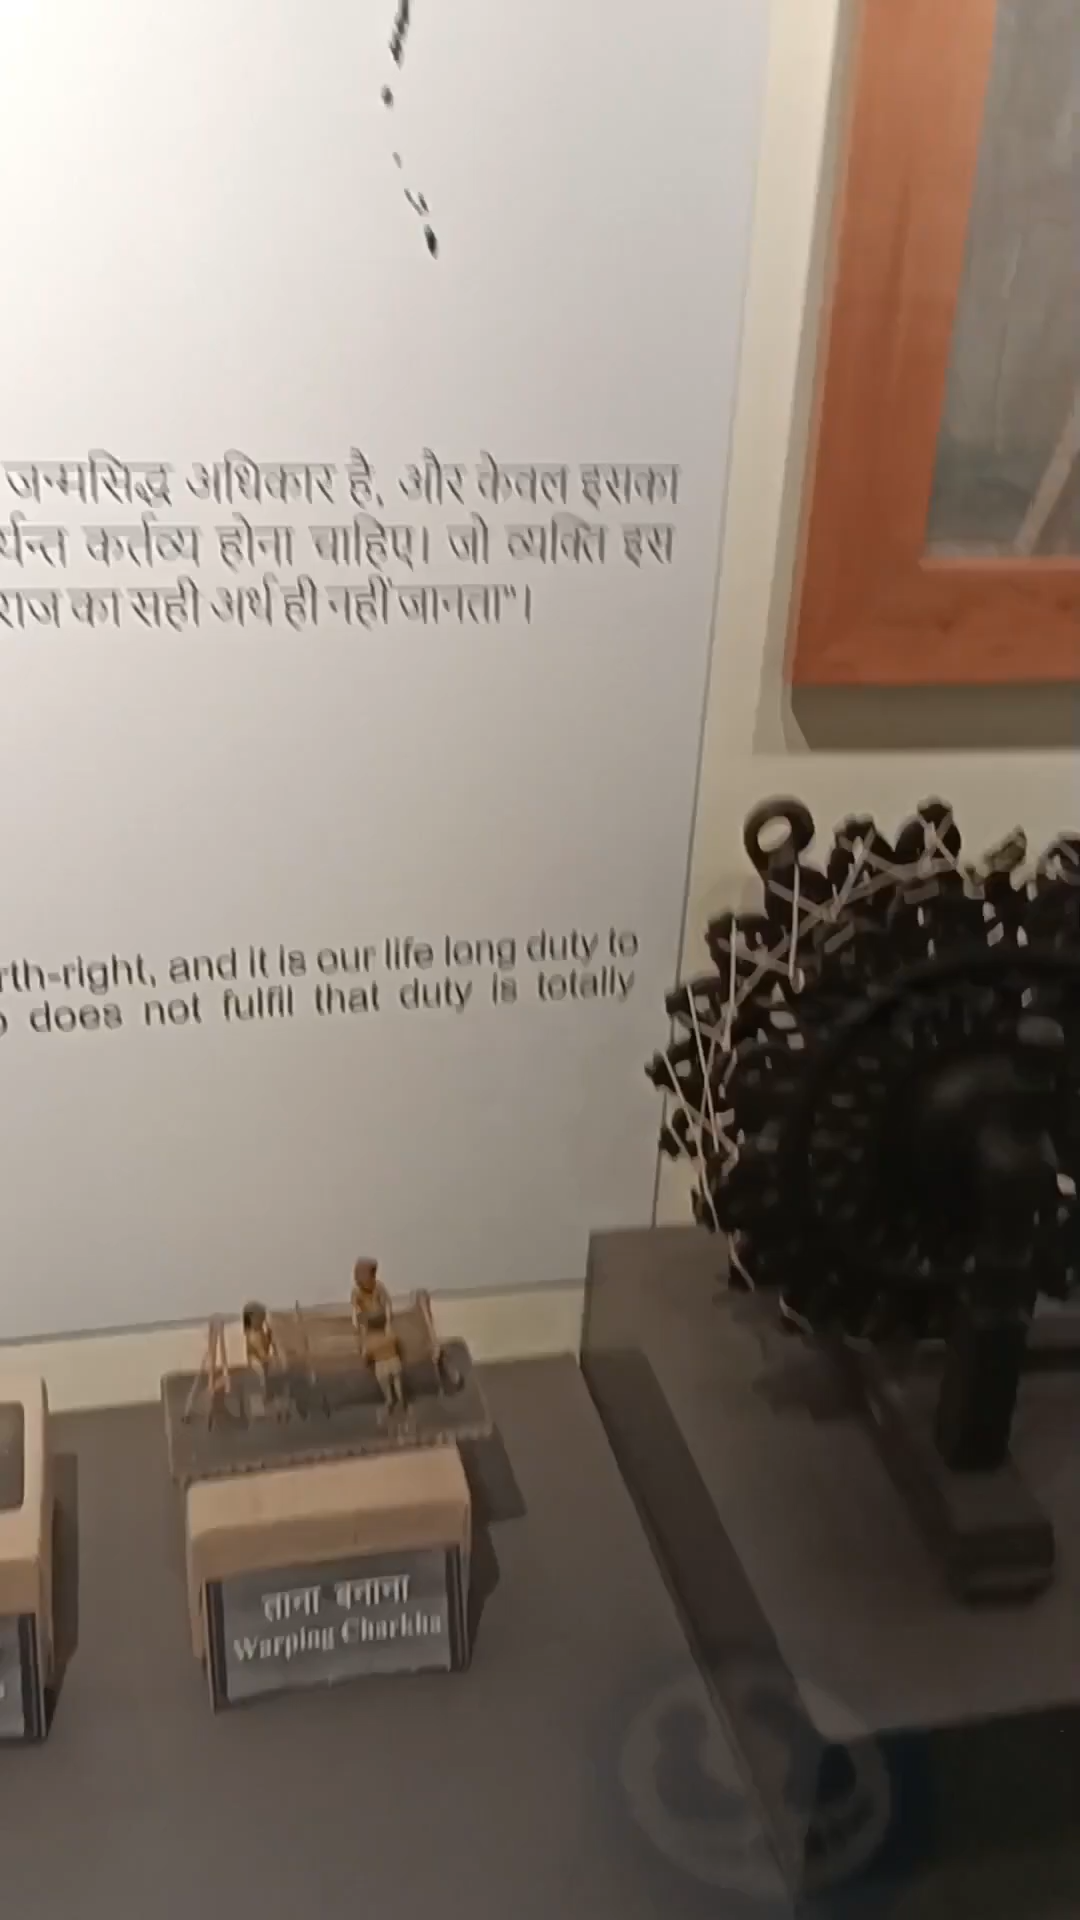 जन्मसिद्ध अधिकार है, और केवल इसका
र्यन्त कर्तव्य होना चाहिए। जो व्यक्ति इस
राज का सही अर्थ ही नहीं जानता"।
rth-right, and it is our life long duty to
does not fulfil that duty is totally
ताना बनाना
Warping Charkha